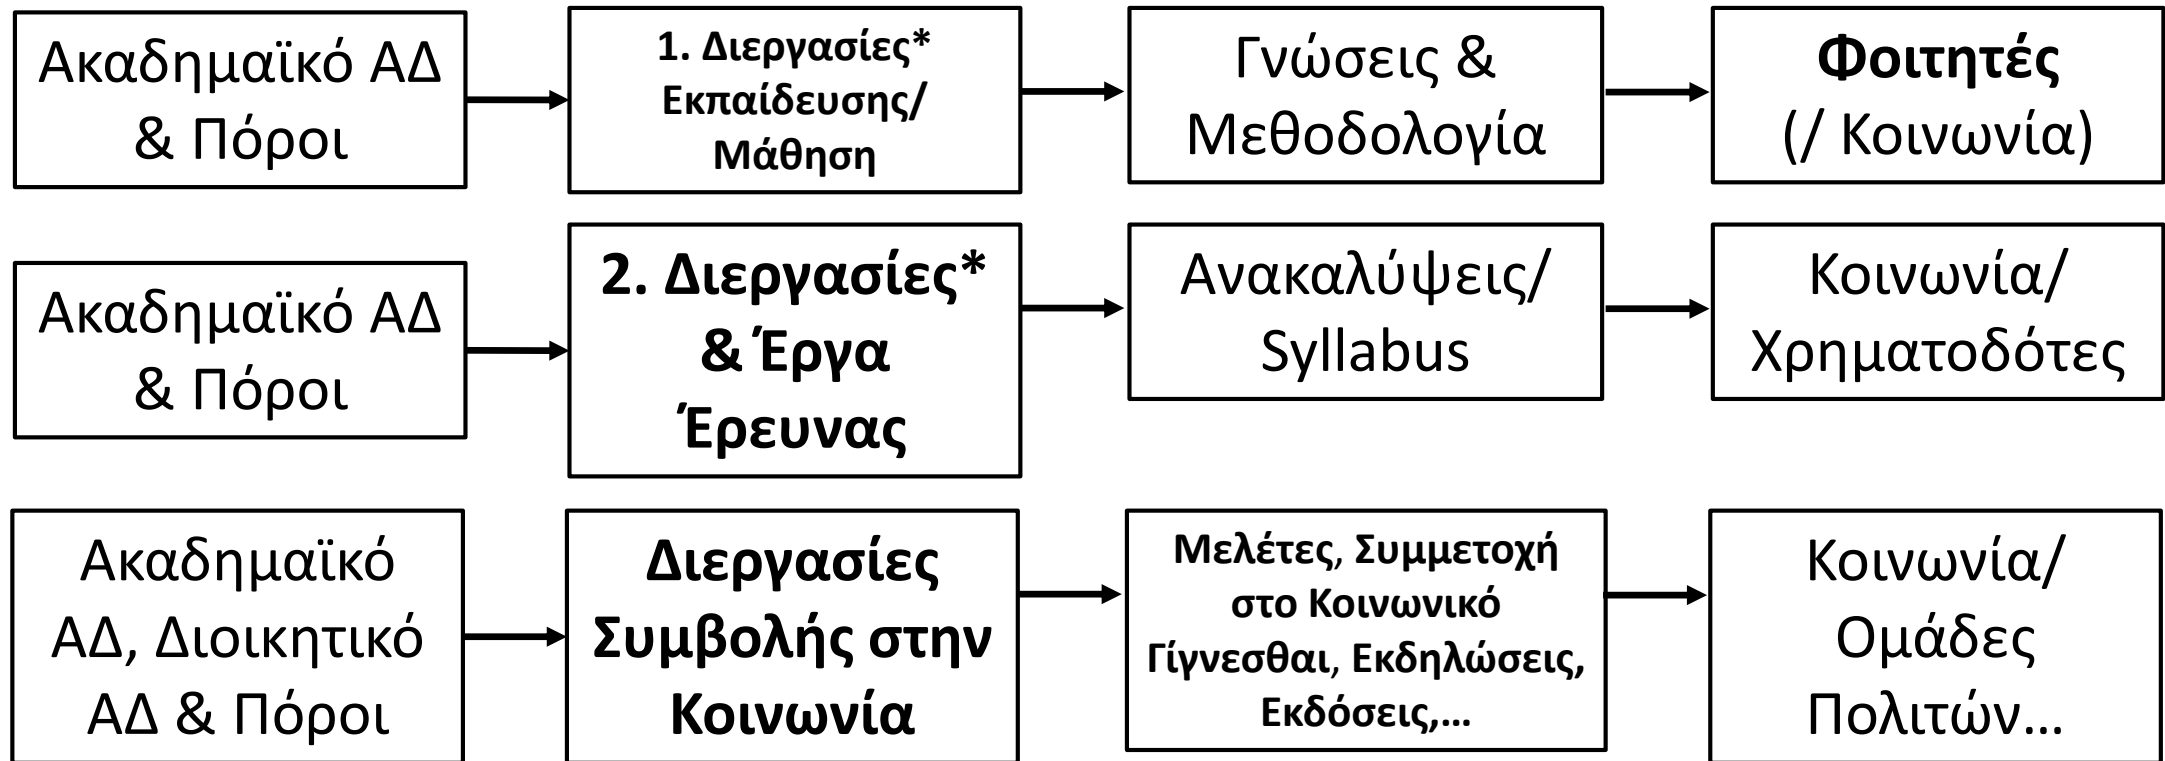 Ακαδημαϊκό ΑΔ
& Πόροι
1. Διεργασίες*
Εκπαίδευσης/
Μάθηση
Γνώσεις &
Μεθοδολογία
Φοιτητές
(/ Κοινωνία)
Ακαδημαϊκό ΑΔ
& Πόροι
2. Διεργασίες*
& Έργα
Έρευνας
Ανακαλύψεις/
Syllabus
Κοινωνία/
Χρηματοδότες
Ακαδημαϊκό
ΑΔ, Διοικητικό
ΑΔ & Πόροι
Διεργασίες
Συμβολής στην
Κοινωνία
Μελέτες, Συμμετοχή
στο Κοινωνικό
Γίγνεσθαι, Εκδηλώσεις,
Εκδόσεις,...
Κοινωνία/
Ομάδες
Πολιτών...